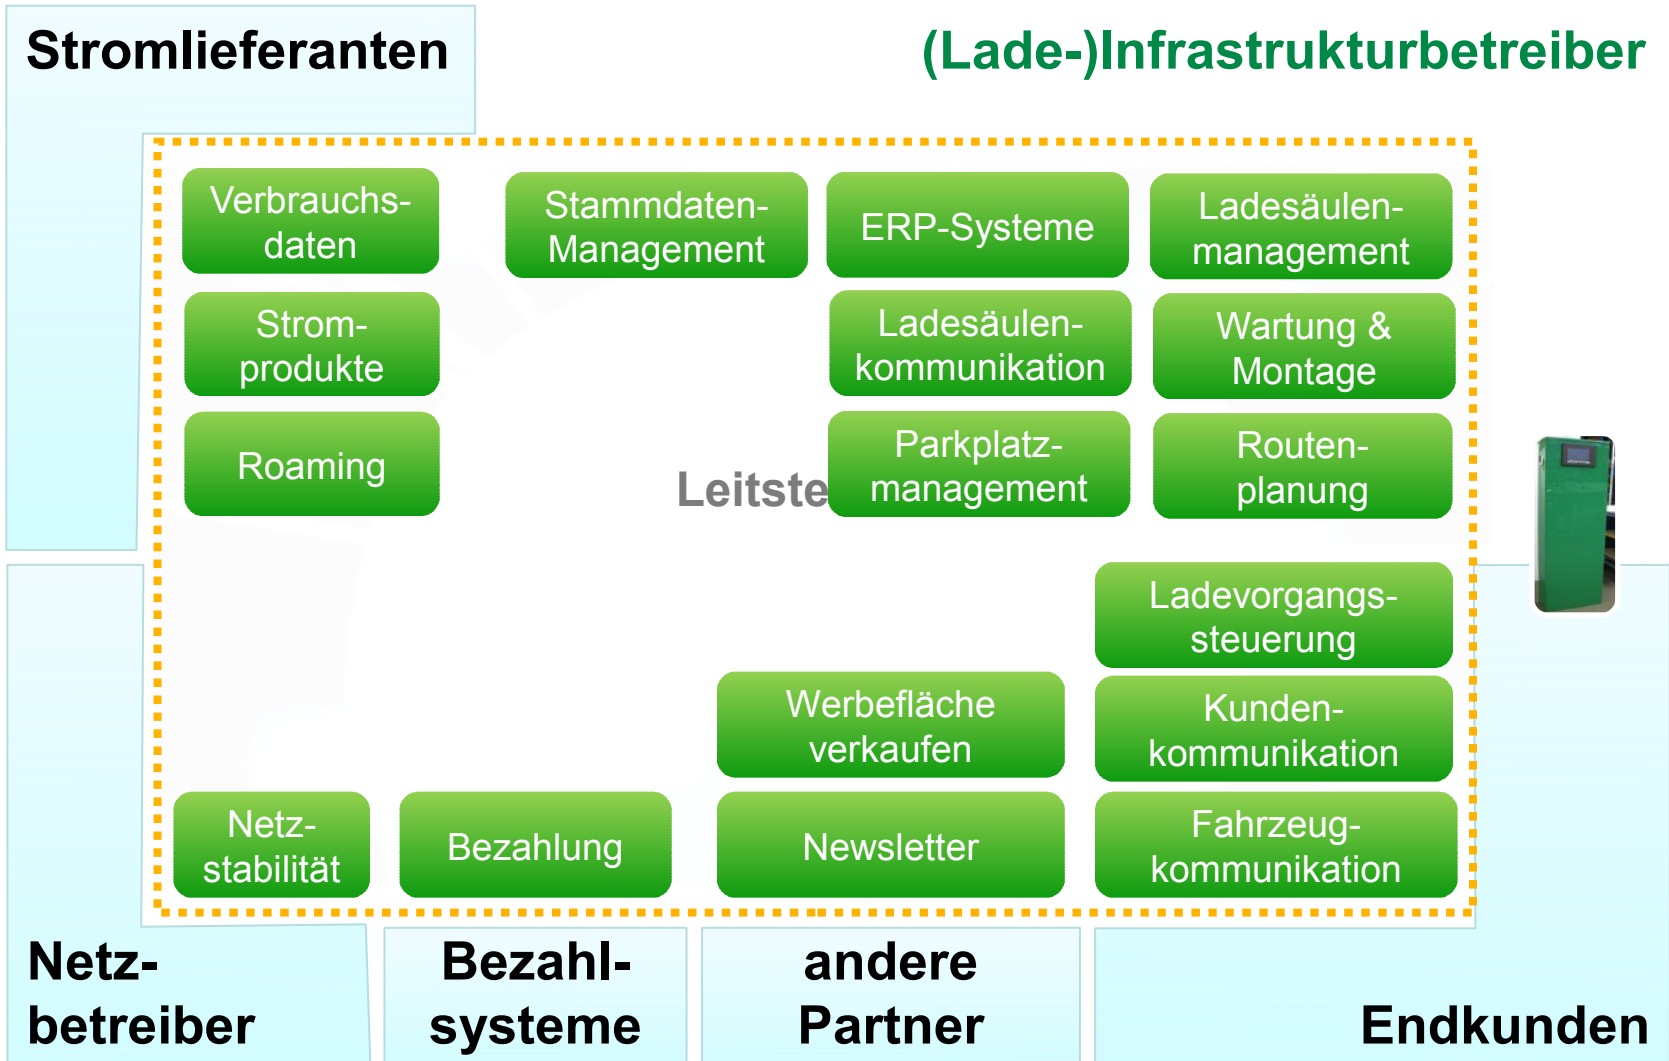 Stromlieferanten
(Lade-)Infrastrukturbetreiber
Verbrauchs-
daten
Stammdaten-
Management
ERP-Systeme
Ladesäulen-
management
Strom-
produkte
Ladesäulen-
kommunikation
Wartung &
Montage
Roaming
Leitste
Parkplatz-
management
Routen-
planung
Ladevorgangs-
steuerung
Werbefläche
verkaufen
Kunden-
kommunikation
Netz-
stabilität
Bezahlung
Newsletter
Fahrzeug-
kommunikation
Netz-
betreiber
Bezahl-
systeme
andere
Partner
Endkunden